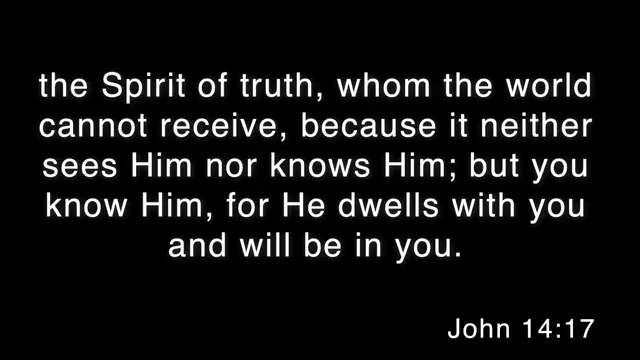 the Spirit of truth, whom the world
cannot receive, because it neither
sees Him nor knows Him; but you
know Him, for He dwells with you
and will be in you.
John 14:17